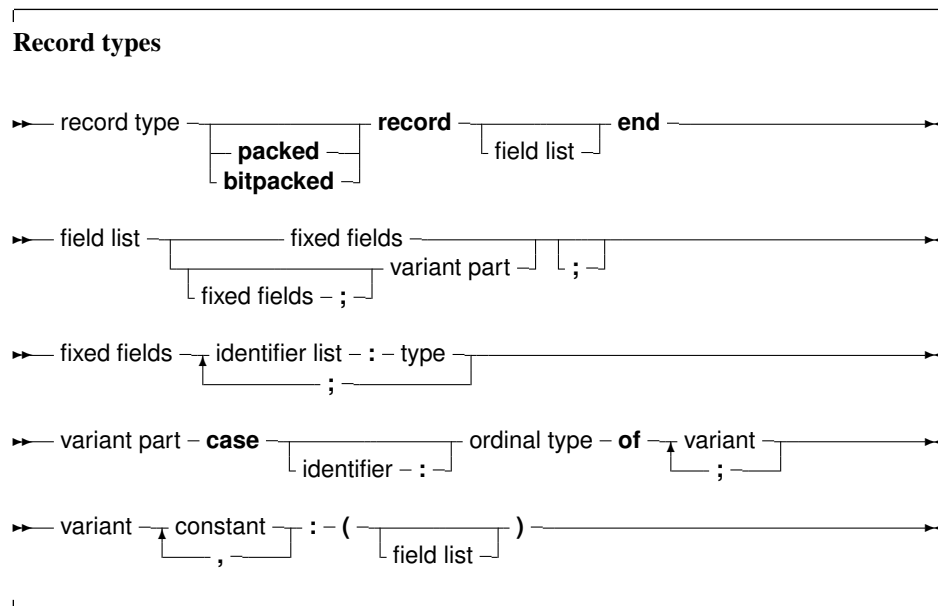 Record types
record type record end
packed field list
bitpacked
field list fixed fields
variant part ;
fixed fields ;
fixed fields identifier list : type
;
variant part case ordinal type of variant
identifier : ;
variant constant : ( )
, field list